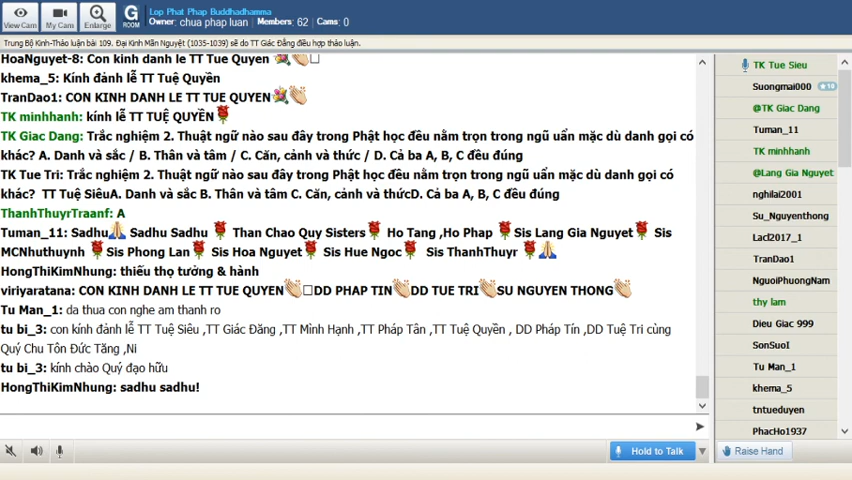 Lop Phat Phap Buddhadhamma
Owner: chua phap luan Members: 62 Cams: 0
View Cam My Cam Enlarge G ROOM
Trung Bộ Kinh-Thảo luận bài 109. Đại Kinh Mãn Nguyệt (1035-1039) sẽ do TT Giác Đẳng điều hợp thảo luận.
HoaNguyet-8: Con kinh danh le TT Tue Quyen
khema_5: Kính đảnh lễ TT Tuệ Quyền
TranDao1: CON KINH DANH LE TT TUE QUYEN
TK minhhanh: kính lễ TT TUỆ QUYỀN
TK Giac Dang: Trắc nghiệm 2. Thuật ngữ nào sau đây trong Phật học đều nằm trọn trong ngũ uẩn mặc dù danh gọi có
khác? A. Danh và sắc / B. Thân và tâm / C. Căn, cảnh và thức / D. Cả ba A, B, C đều đúng
TK Tue Tri: Trắc nghiệm 2. Thuật ngữ nào sau đây trong Phật học đều nằm trọn trong ngũ uẩn mặc dù danh gọi có
khác? TT Tuệ SiêuA. Danh và sắc B. Thân và tâm C. Căn, cảnh và thứcD. Cả ba A, B, C đều đúng
ThanhThuyrTraanf: A
Tuman_11: Sadhu Sadhu Sadhu Than Chao Quy Sisters Ho Tang ,Ho Phap Sis Lang Gia Nguyet Sis
MCNhuthuynh Sis Phong Lan Sis Hoa Nguyet Sis Hue Ngoc Sis ThanhThuyr
HongThiKimNhung: thiếu thọ tưởng & hành
viriyaratana: CON KINH DANH LE TT TUE QUYEN DD PHAP TIN DD TUE TRI SU NGUYEN THONG
Tu Man_1: da thua con nghe am thanh ro
tu bi_3: con kính đảnh lễ TT Tuệ Siêu ,TT Giác Đăng ,TT Mình Hạnh ,TT Pháp Tân ,TT Tuệ Quyền , DD Pháp Tín ,DD Tuệ Tri cùng
Quý Chu Tôn Đức Tăng ,Ni
tu bi_3: kính chào Quý đạo hữu
HongThiKimNhung: sadhu sadhu!
TK Tue Sieu
Suongmai000 10
@TK Giac Dang
Tuman_11
TK minhhanh
@Lang Gia Nguyet
nghilai2001
Su_Nguyenthong
Lacl2017_1
TranDao1
NguoiPhuongNam
thy lam
Dieu Giac 999
SonSuoI
Tu Man_1
khema_5
tntueduyen
PhacHo1937
Hold to Talk
Raise Hand